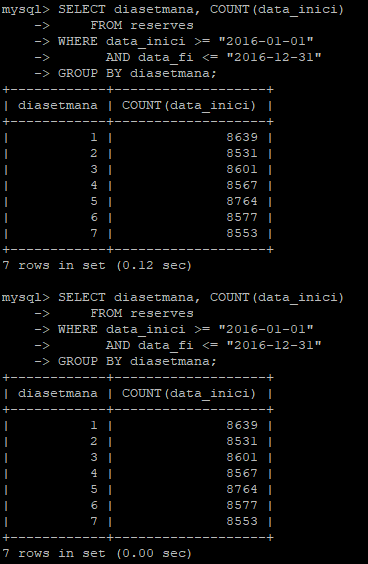 mysql> SELECT diasetmana, COUNT(data_inici)
    ->      FROM reserves
    -> WHERE data_inici >= "2016-01-01"
    ->        AND data_fi <= "2016-12-31"
    -> GROUP BY diasetmana;
+------------+-------------------+
| diasetmana | COUNT(data_inici) |
+------------+-------------------+
|          1 |              8639 |
|          2 |              8531 |
|          3 |              8601 |
|          4 |              8567 |
|          5 |              8764 |
|          6 |              8577 |
|          7 |              8553 |
+------------+-------------------+
7 rows in set (0.12 sec)

mysql> SELECT diasetmana, COUNT(data_inici)
    ->      FROM reserves
    -> WHERE data_inici >= "2016-01-01"
    ->        AND data_fi <= "2016-12-31"
    -> GROUP BY diasetmana;
+------------+-------------------+
| diasetmana | COUNT(data_inici) |
+------------+-------------------+
|          1 |              8639 |
|          2 |              8531 |
|          3 |              8601 |
|          4 |              8567 |
|          5 |              8764 |
|          6 |              8577 |
|          7 |              8553 |
+------------+-------------------+
7 rows in set (0.00 sec)